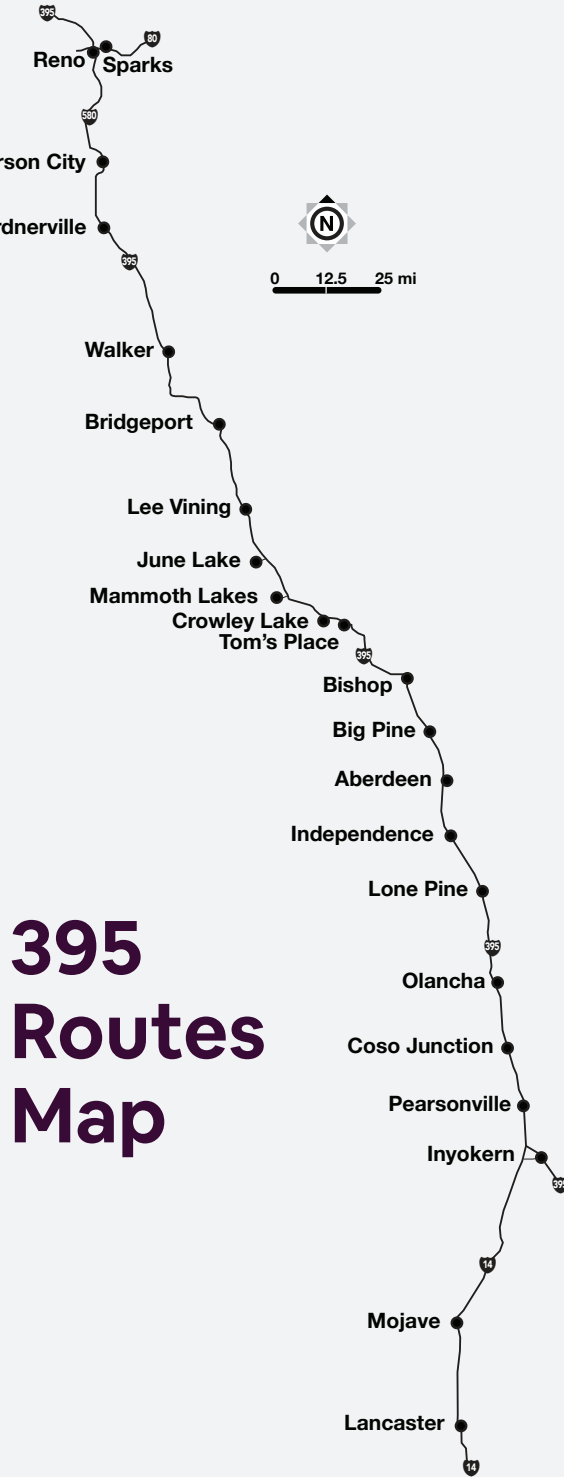 395
80
Reno
Sparks
580
rson City
rdnerville
N
395
0 12.5 25 mi
Walker
Bridgeport
Lee Vining
June Lake
Mammoth Lakes
Crowley Lake
Tom's Place
395
Bishop
Big Pine
Aberdeen
Independence
Lone Pine
395
Routes
Map
395
Olancha
Coso Junction
Pearsonville
Inyokern
395
14
Mojave
Lancaster
14